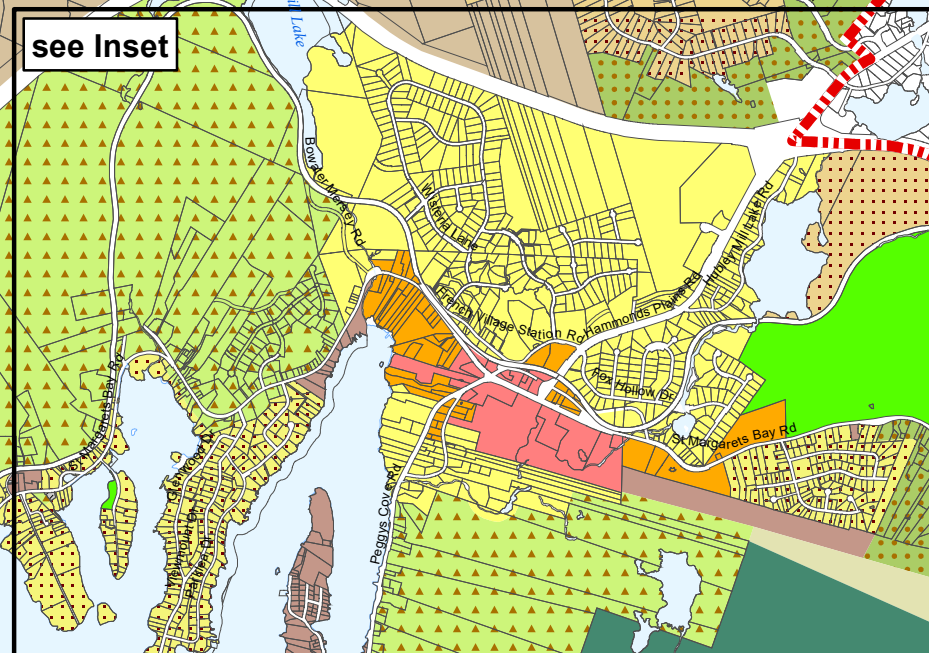 see Inset
Lake
Bowater Mersey Rd
Wisteria Lane
Hubley Mill Lake Rd
French Village Station Rd
Hammonds Plains Rd
Fox Hollow Dr
St Margarets Bay Rd
St Margarets Bay Rd
Peggys Cove Rd